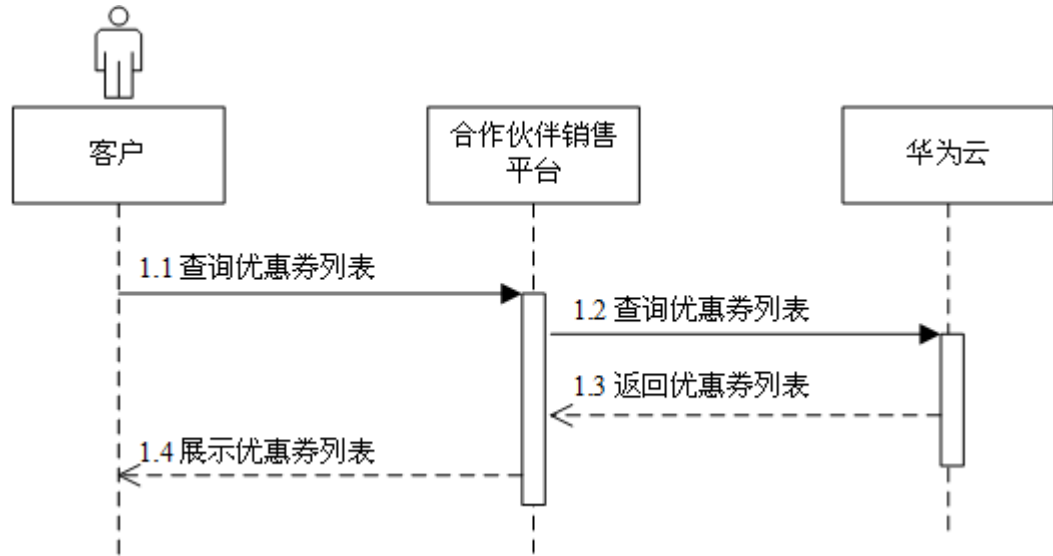 客户
合作伙伴销售
平台
华为云
1.1 查询优惠券列表
1.2 查询优惠券列表
1.3 返回优惠券列表
1.4 展示优惠券列表